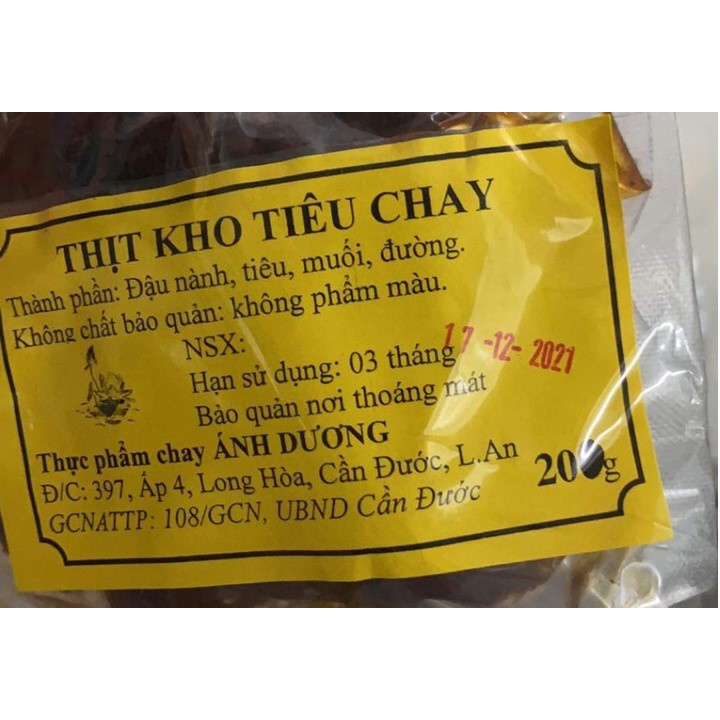 THỊT KHO TIÊU CHAY
Thành phần: Đậu nành, tiêu, muối, đường.
Không chất bảo quản: không phẩm màu.
NSX:
17-12-2021
Hạn sử dụng: 03 tháng
Bảo quản nơi thoáng mát
Thực phẩm chay ÁNH DƯƠNG
Đ/C: 397, Ấp 4, Long Hòa, Cần Đước, L.An
200g
GCNATTP: 108/GCN, UBND Cần Đước